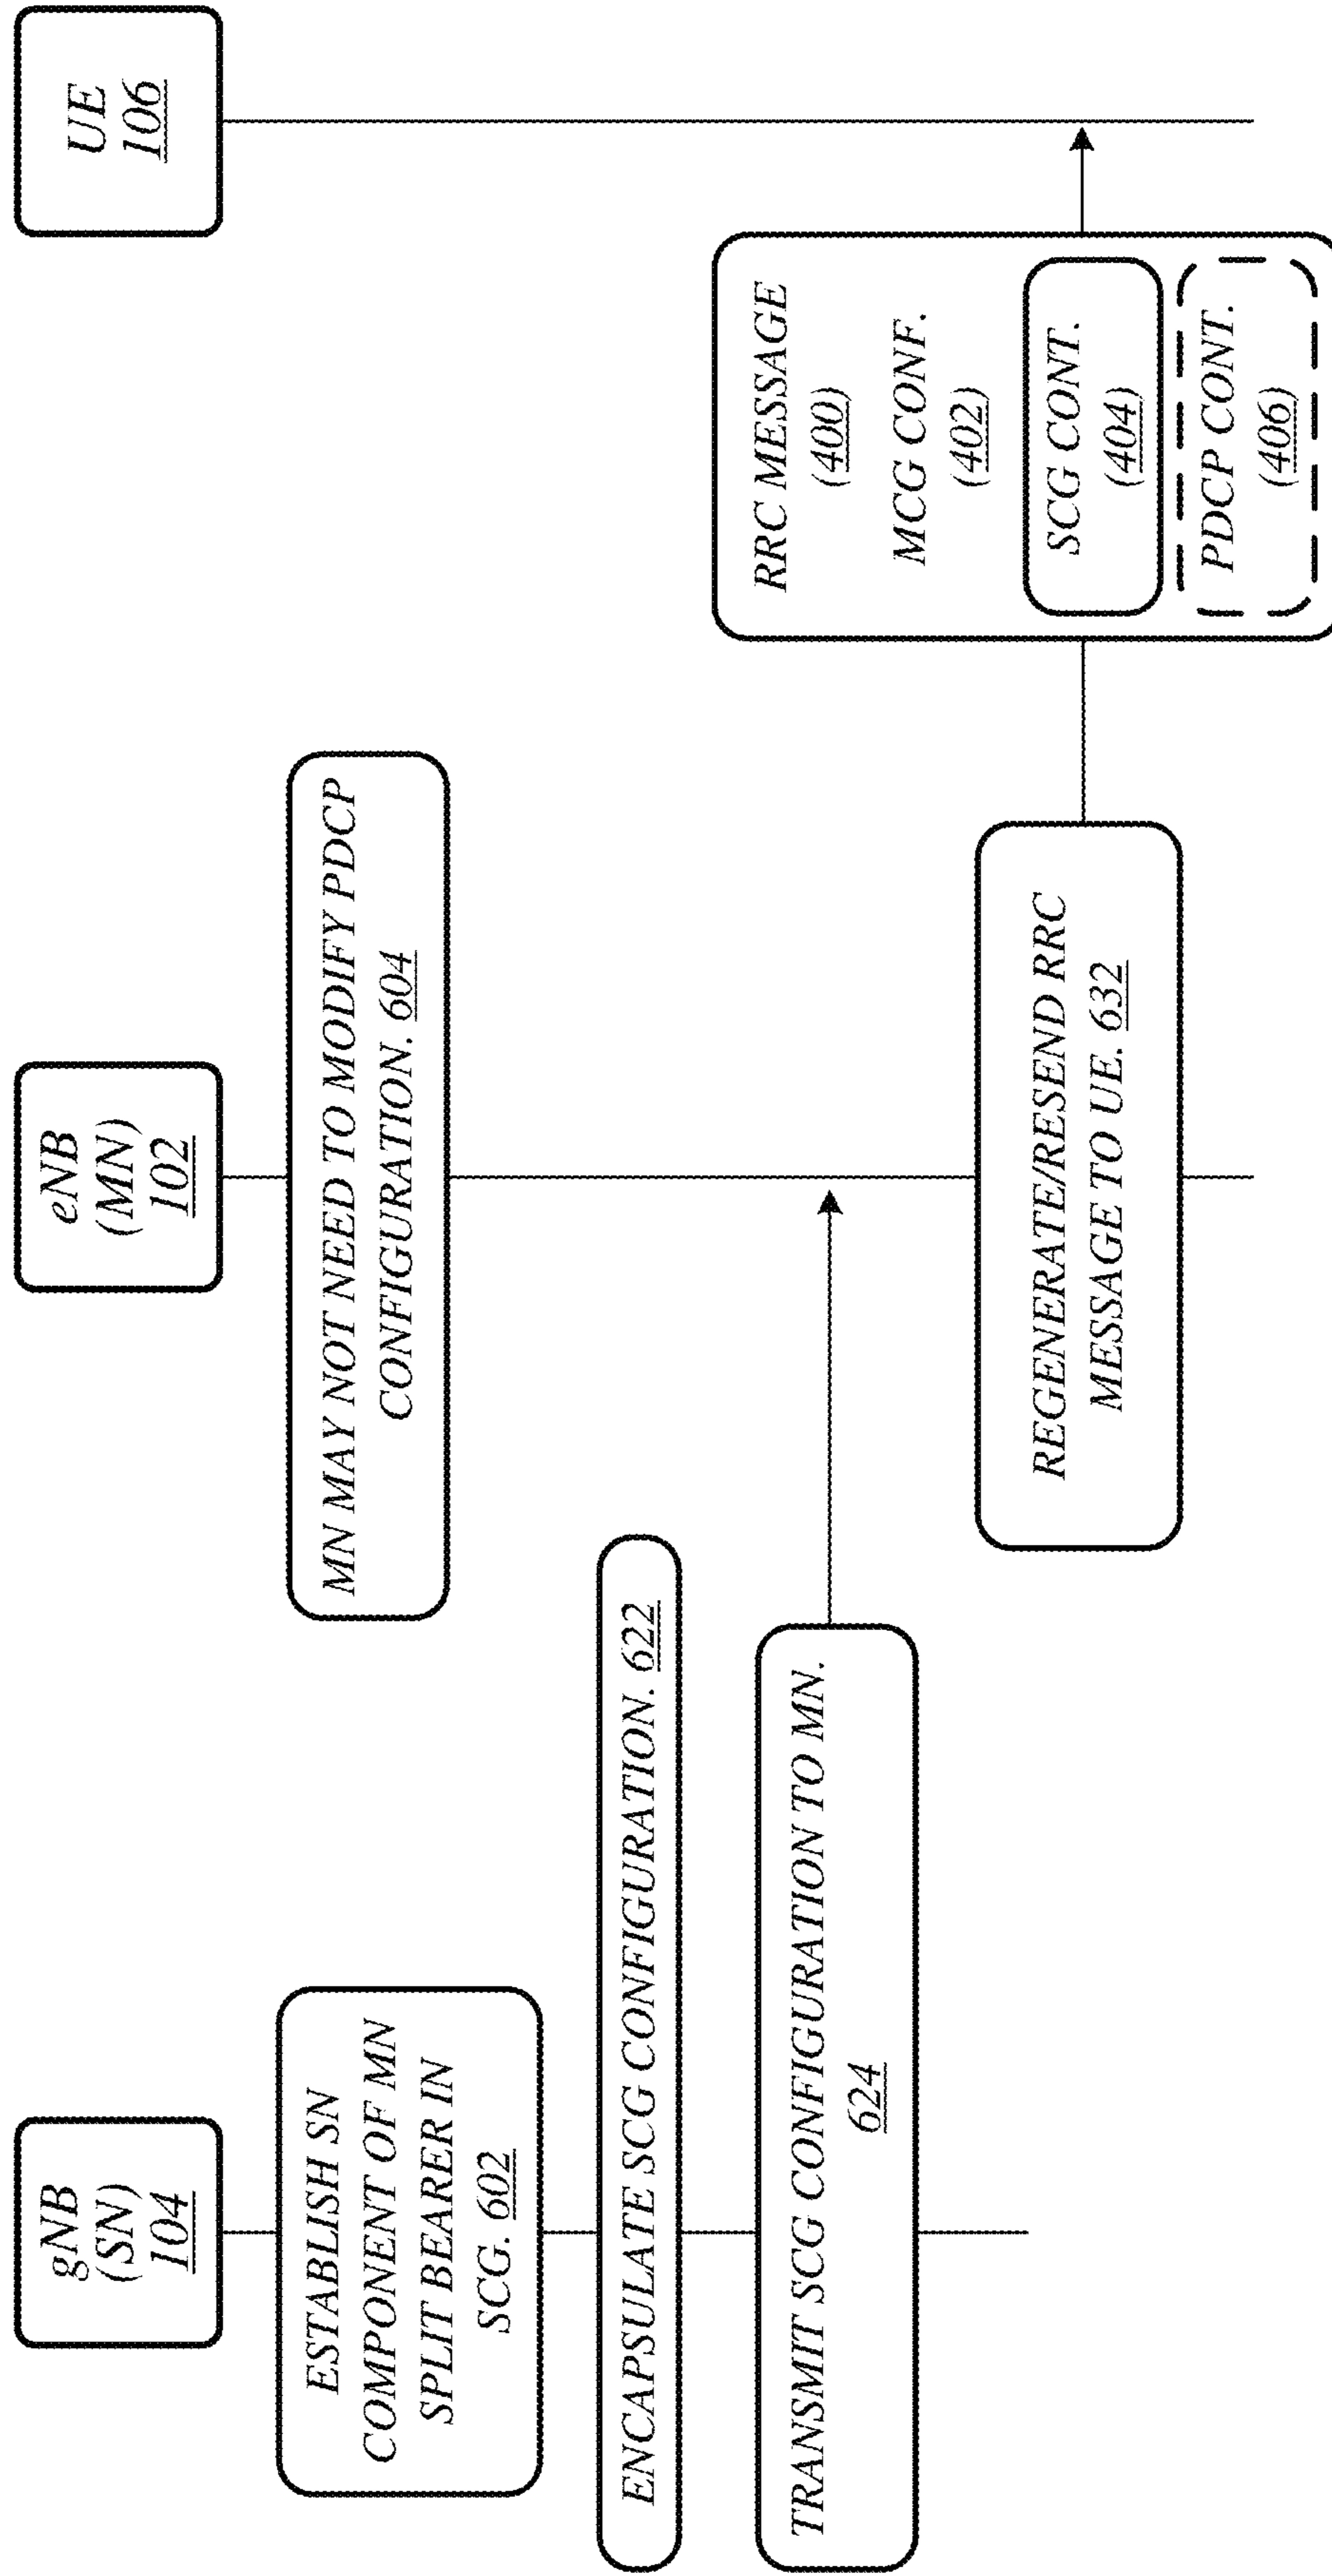 gNB
(SN)
104
eNB
(MN)
102
UE
106
ESTABLISH SN
COMPONENT OF MN
SPLIT BEARER IN
SCG. 602
MN MAY NOT NEED TO MODIFY PDCP
CONFIGURATION. 604
ENCAPSULATE SCG CONFIGURATION. 622
TRANSMIT SCG CONFIGURATION TO MN.
624
REGENERATE/RESEND RRC
MESSAGE TO UE. 632
RRC MESSAGE
(400)
MCG CONF.
(402)
SCG CONT.
(404)
PDCP CONT.
(406)